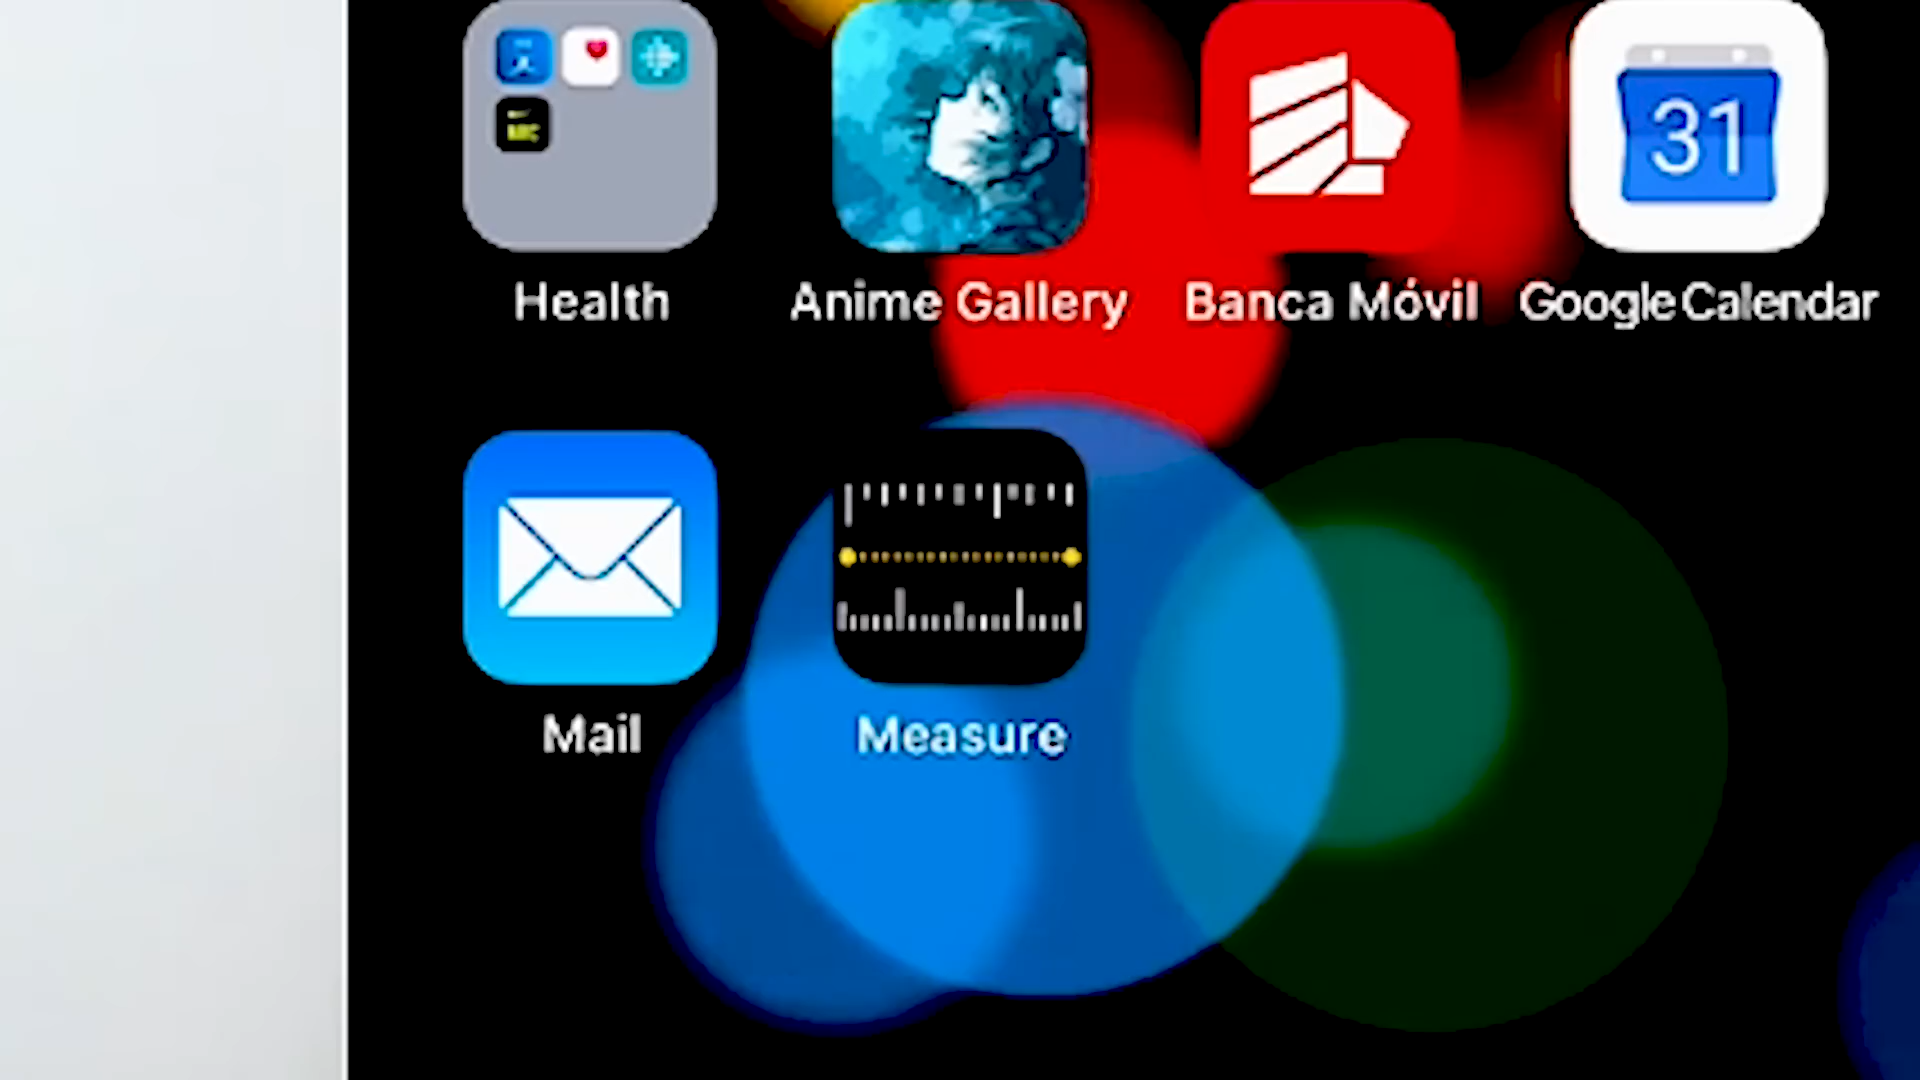 Health
Anime Gallery
Banca Móvil
31
Google Calendar
Mail
Measure